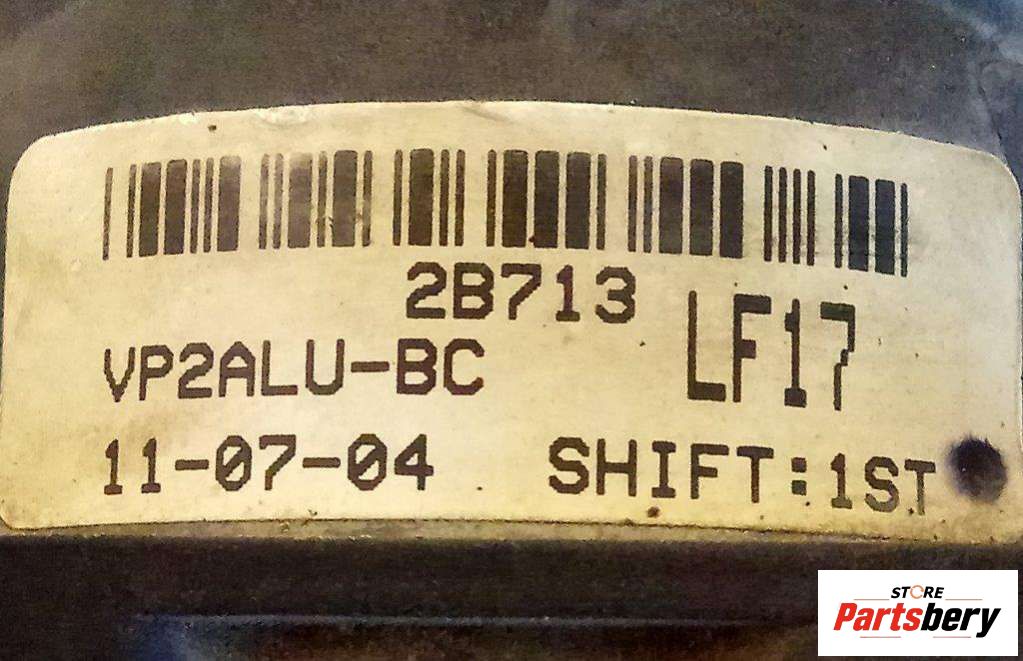 2B713
LF17
VP2ALU-BC
11-07-04 SHIFT:1ST
STORE
Partsbery